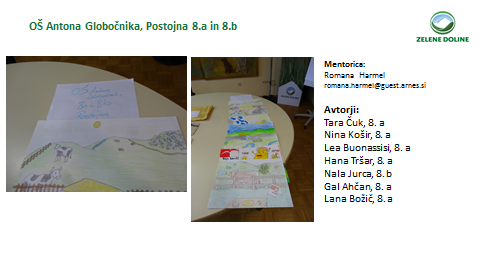 OŠ Antona Globočnika, Postojna 8.a in 8.b
ZELENE DOLINE
Mentorica:
Romana Harmel
romana.harmel@guest.arnes.si
Avtorji:
Tara Čuk, 8. a
Nina Košir, 8. a
Lea Buonassisi, 8. a
Hana Tršar, 8. a
Nala Jurca, 8. b
Gal Ahčan, 8. a
Lana Božič, 8. a